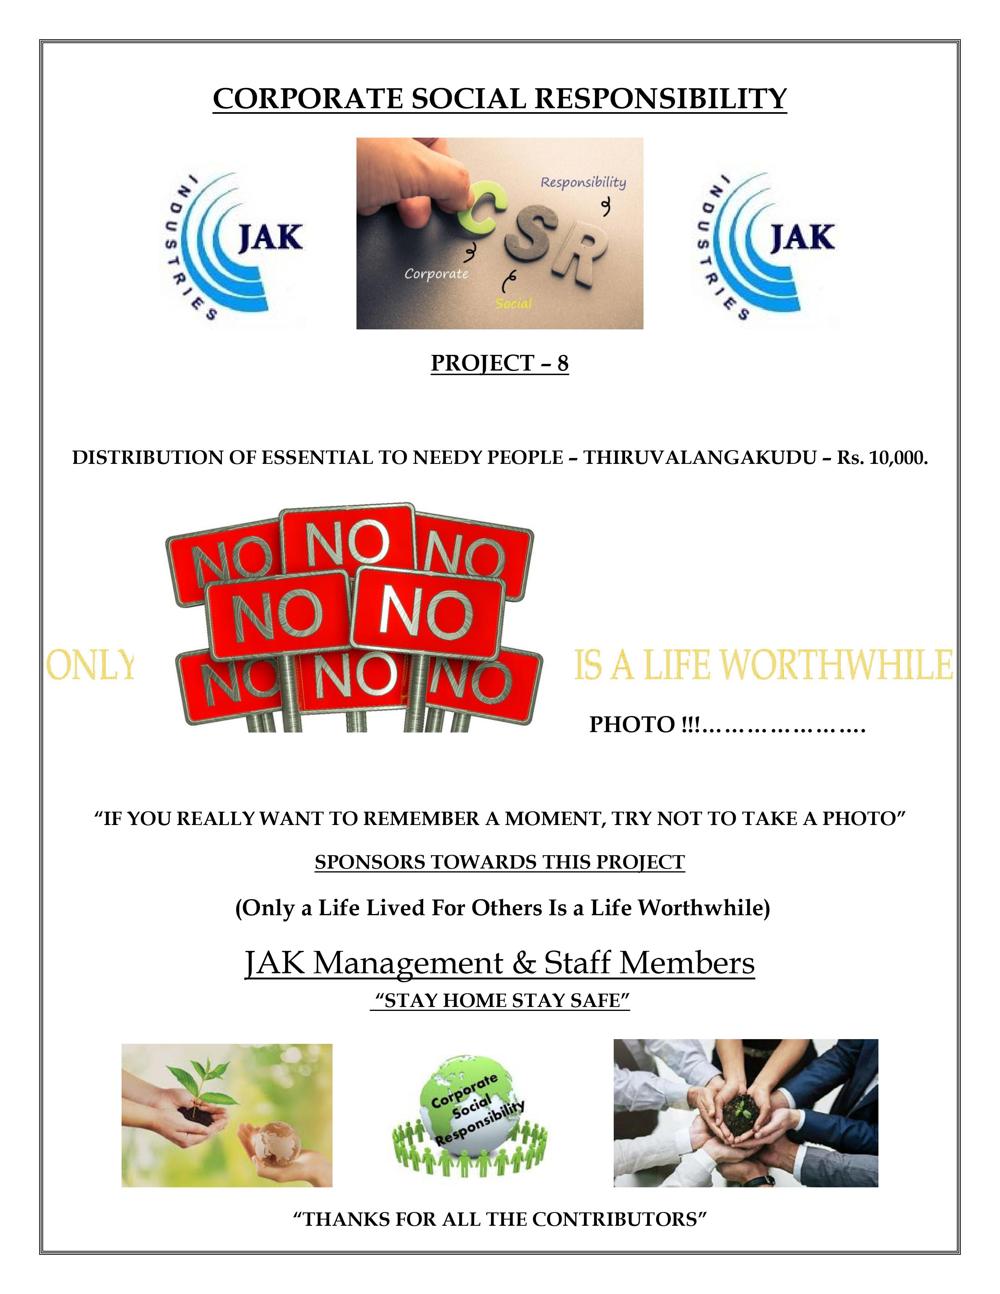 CORPORATE SOCIAL RESPONSIBILITY
INDUSTRIES
JAK
Responsibility
CSR
Corporate
Social
INDUSTRIES
JAK
PROJECT – 8
DISTRIBUTION OF ESSENTIAL TO NEEDY PEOPLE – THIRUVALANGAKUDU – Rs. 10,000.
NO NO NO
NO NO
NO NO NO
ONLY IS A LIFE WORTHWHILE
PHOTO !!!………………….
“IF YOU REALLY WANT TO REMEMBER A MOMENT, TRY NOT TO TAKE A PHOTO”
SPONSORS TOWARDS THIS PROJECT
(Only a Life Lived For Others Is a Life Worthwhile)
JAK Management & Staff Members
“STAY HOME STAY SAFE”
Corporate
Social
Responsibility
“THANKS FOR ALL THE CONTRIBUTORS”